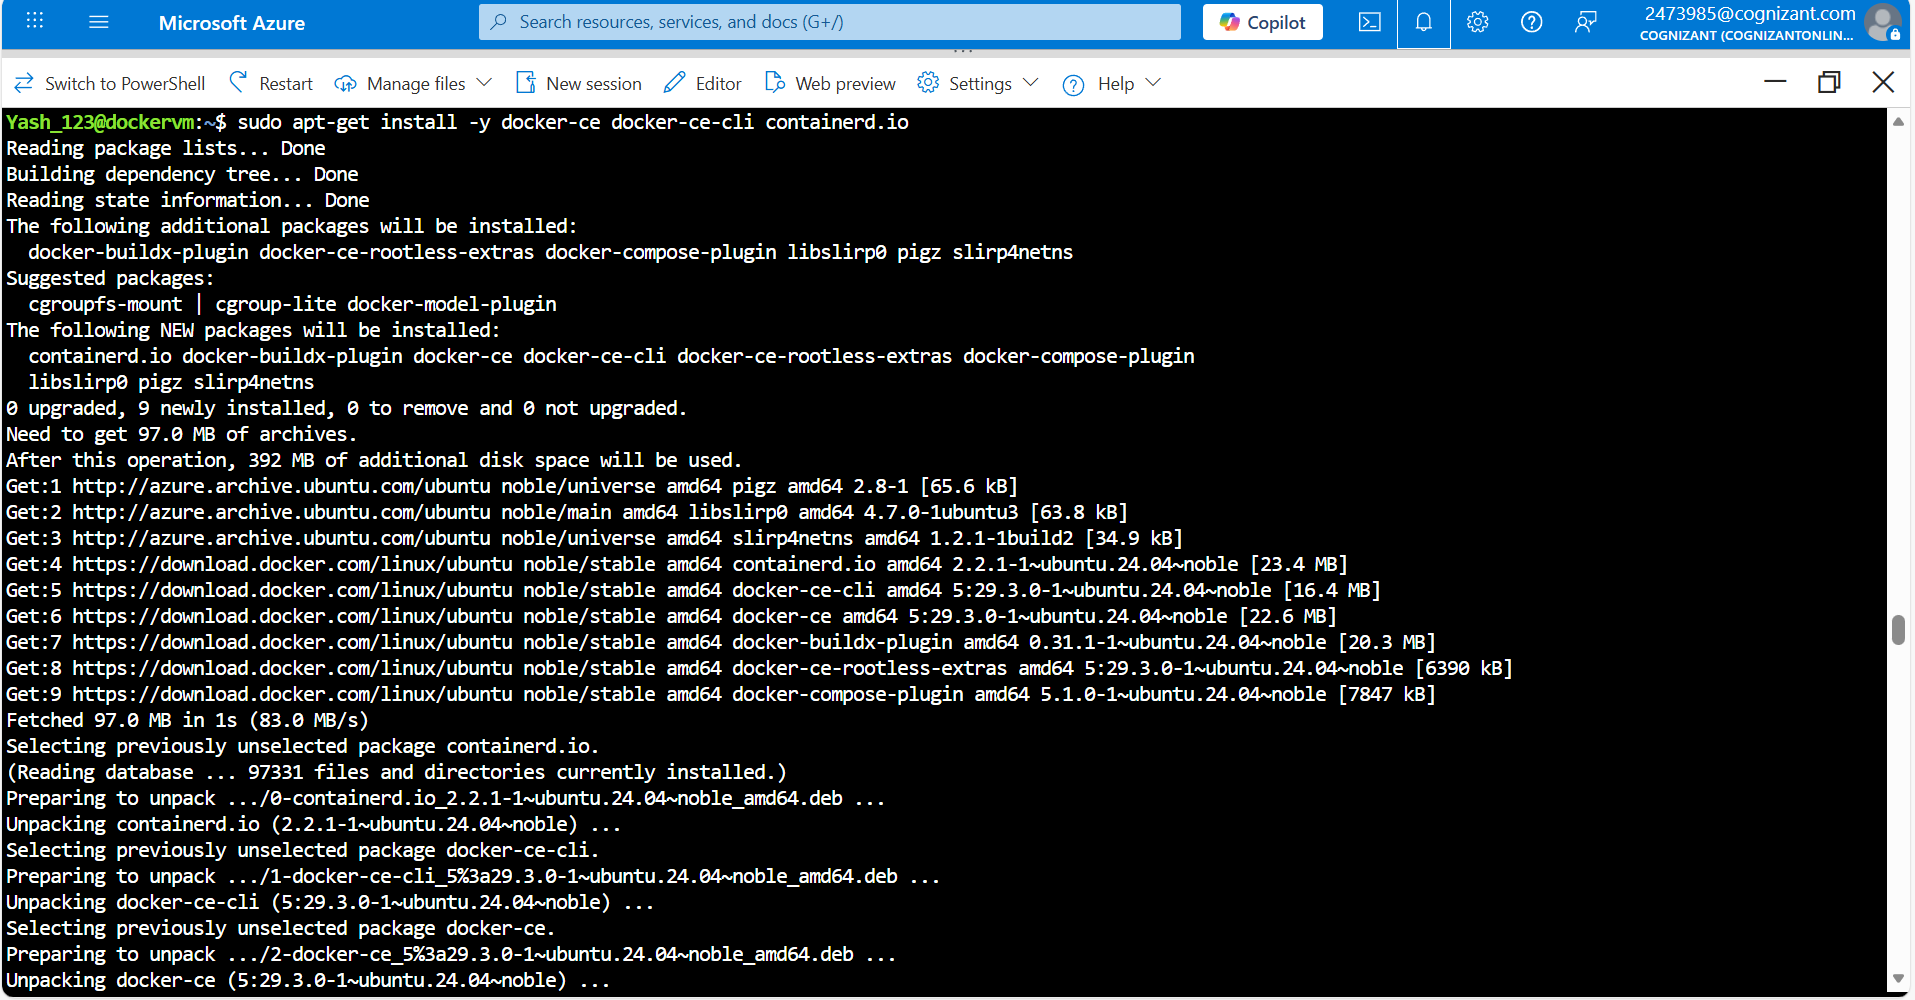 Microsoft Azure
Search resources, services, and docs (G+/)
Copilot
2473985@cognizant.com
COGNIZANT (COGNIZANTONLIN...
Switch to PowerShell
Restart
Manage files
New session
Editor
Web preview
Settings
Help
Yash_123@dockervm:~$ sudo apt-get install -y docker-ce docker-ce-cli containerd.io
Reading package lists... Done
Building dependency tree... Done
Reading state information... Done
The following additional packages will be installed:
  docker-buildx-plugin docker-ce-rootless-extras docker-compose-plugin libslirp0 pigz slirp4netns
Suggested packages:
  cgroupfs-mount | cgroup-lite docker-model-plugin
The following NEW packages will be installed:
  containerd.io docker-buildx-plugin docker-ce docker-ce-cli docker-ce-rootless-extras docker-compose-plugin
  libslirp0 pigz slirp4netns
0 upgraded, 9 newly installed, 0 to remove and 0 not upgraded.
Need to get 97.0 MB of archives.
After this operation, 392 MB of additional disk space will be used.
Get:1 http://azure.archive.ubuntu.com/ubuntu noble/universe amd64 pigz amd64 2.8-1 [65.6 kB]
Get:2 http://azure.archive.ubuntu.com/ubuntu noble/main amd64 libslirp0 amd64 4.7.0-1ubuntu3 [63.8 kB]
Get:3 http://azure.archive.ubuntu.com/ubuntu noble/universe amd64 slirp4netns amd64 1.2.1-1build2 [34.9 kB]
Get:4 https://download.docker.com/linux/ubuntu noble/stable amd64 containerd.io amd64 2.2.1-1~ubuntu.24.04~noble [23.4 MB]
Get:5 https://download.docker.com/linux/ubuntu noble/stable amd64 docker-ce-cli amd64 5:29.3.0-1~ubuntu.24.04~noble [16.4 MB]
Get:6 https://download.docker.com/linux/ubuntu noble/stable amd64 docker-ce amd64 5:29.3.0-1~ubuntu.24.04~noble [22.6 MB]
Get:7 https://download.docker.com/linux/ubuntu noble/stable amd64 docker-buildx-plugin amd64 0.31.1-1~ubuntu.24.04~noble [20.3 MB]
Get:8 https://download.docker.com/linux/ubuntu noble/stable amd64 docker-ce-rootless-extras amd64 5:29.3.0-1~ubuntu.24.04~noble [6390 kB]
Get:9 https://download.docker.com/linux/ubuntu noble/stable amd64 docker-compose-plugin amd64 5.1.0-1~ubuntu.24.04~noble [7847 kB]
Fetched 97.0 MB in 1s (83.0 MB/s)
Selecting previously unselected package containerd.io.
(Reading database ... 97331 files and directories currently installed.)
Preparing to unpack .../0-containerd.io_2.2.1-1~ubuntu.24.04~noble_amd64.deb ...
Unpacking containerd.io (2.2.1-1~ubuntu.24.04~noble) ...
Selecting previously unselected package docker-ce-cli.
Preparing to unpack .../1-docker-ce-cli_5%3a29.3.0-1~ubuntu.24.04~noble_amd64.deb ...
Unpacking docker-ce-cli (5:29.3.0-1~ubuntu.24.04~noble) ...
Selecting previously unselected package docker-ce.
Preparing to unpack .../2-docker-ce_5%3a29.3.0-1~ubuntu.24.04~noble_amd64.deb ...
Unpacking docker-ce (5:29.3.0-1~ubuntu.24.04~noble) ...